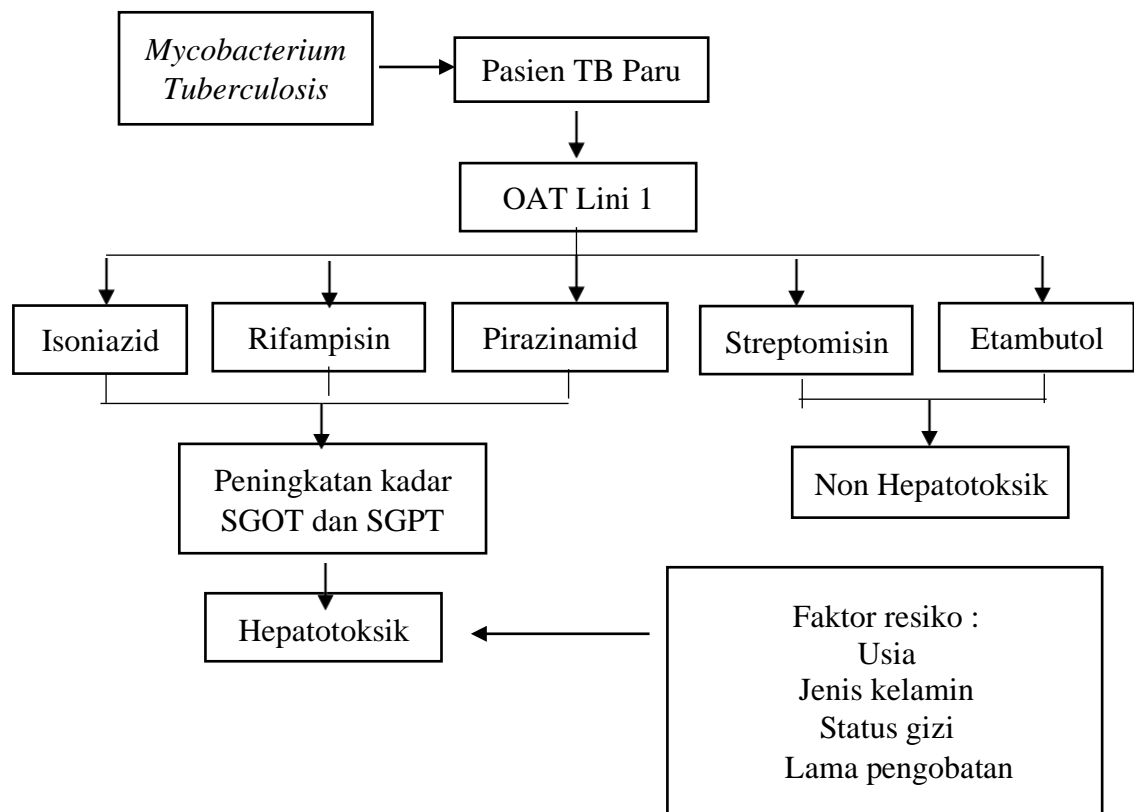 Mycobacterium
Tuberculosis
Pasien TB Paru
OAT Lini 1
Isoniazid
Rifampisin
Pirazinamid
Streptomisin
Etambutol
Peningkatan kadar
SGOT dan SGPT
Non Hepatotoksik
Hepatotoksik
Faktor resiko :
Usia
Jenis kelamin
Status gizi
Lama pengobatan